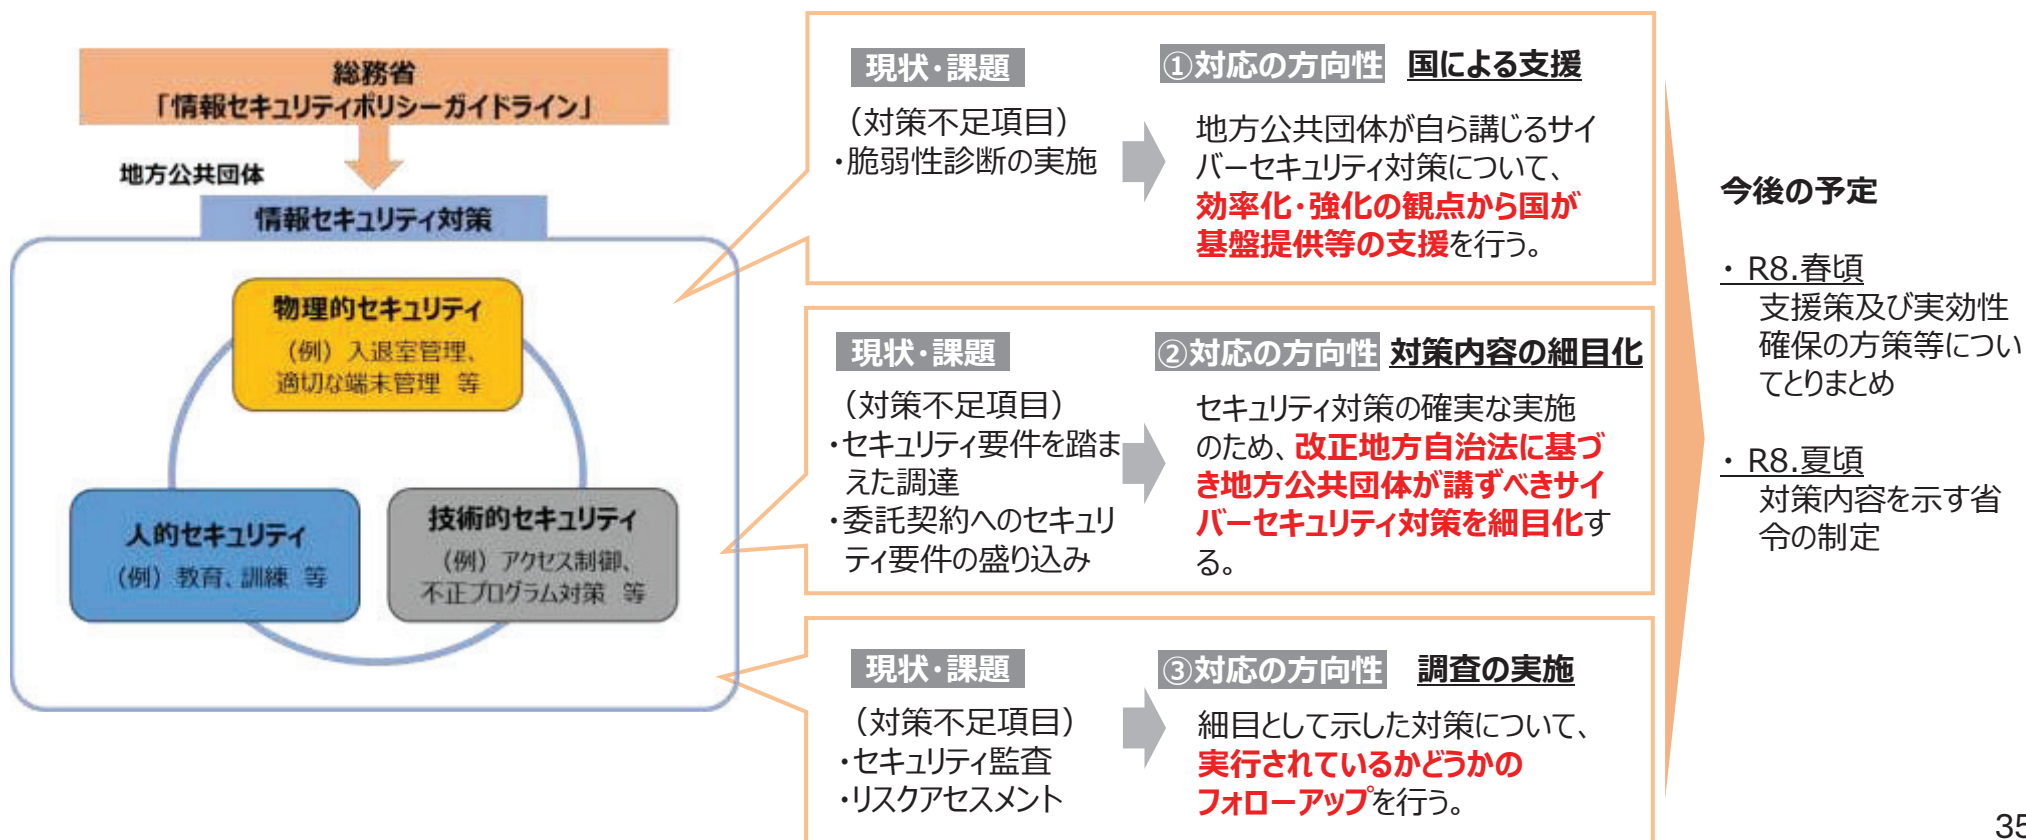 総務省
「情報セキュリティポリシーガイドライン」
地方公共団体
情報セキュリティ対策
物理的セキュリティ
（例）入退室管理、
適切な端末管理 等
人的セキュリティ
（例）教育、訓練 等
技術的セキュリティ
（例）アクセス制御、
不正プログラム対策 等
現状・課題
（対策不足項目）
・脆弱性診断の実施
①対応の方向性 国による支援
地方公共団体が自ら講じるサイ
バーセキュリティ対策について、
効率化・強化の観点から国が
基盤提供等の支援を行う。
現状・課題
（対策不足項目）
・セキュリティ要件を踏ま
えた調達
・委託契約へのセキュリ
ティ要件の盛り込み
②対応の方向性 対策内容の細目化
セキュリティ対策の確実な実施
のため、改正地方自治法に基づ
き地方公共団体が講ずべきサイ
バーセキュリティ対策を細目化す
る。
現状・課題
（対策不足項目）
・セキュリティ監査
・リスクアセスメント
③対応の方向性 調査の実施
細目として示した対策について、
実行されているかどうかの
フォローアップを行う。
今後の予定
・ R8.春頃
支援策及び実効性
確保の方策等につい
てとりまとめ
・ R8.夏頃
対策内容を示す省
令の制定
35